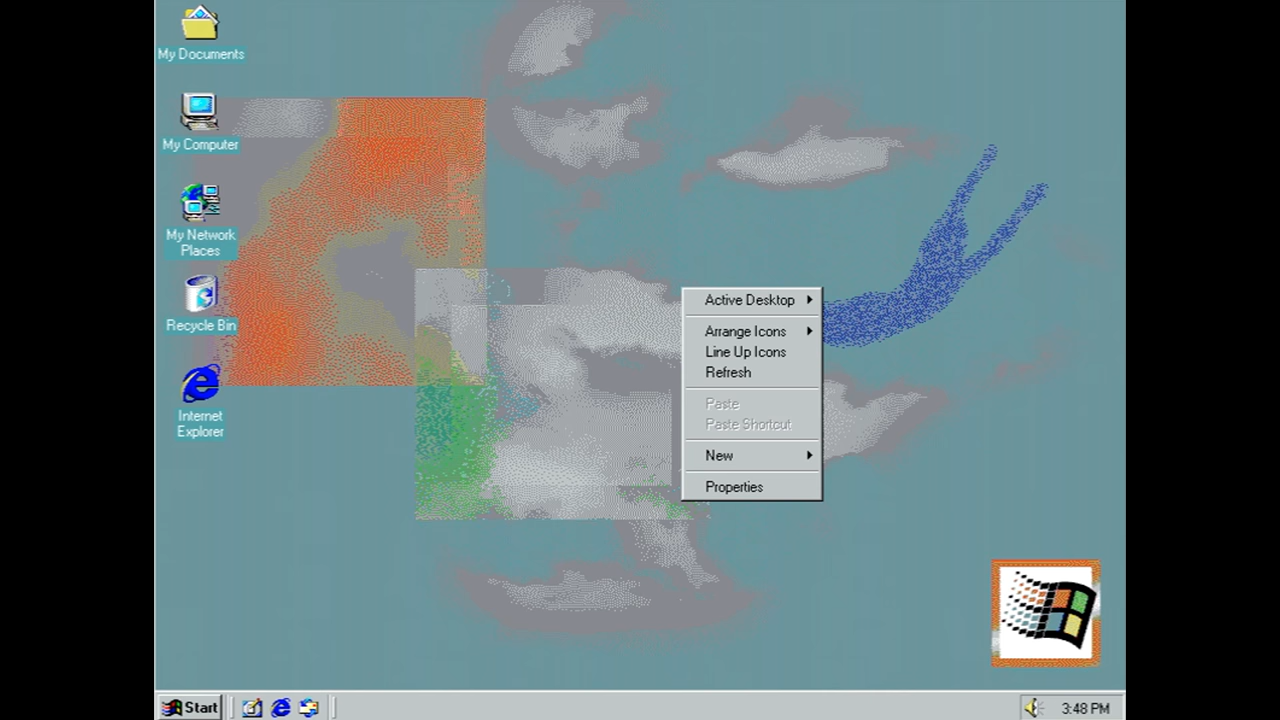 My Documents
My Computer
My Network
Places
Recycle Bin
Internet
Explorer
Active Desktop
Arrange Icons
Line Up Icons
Refresh
Paste
Paste Shortcut
New
Properties
Start
3:48 PM